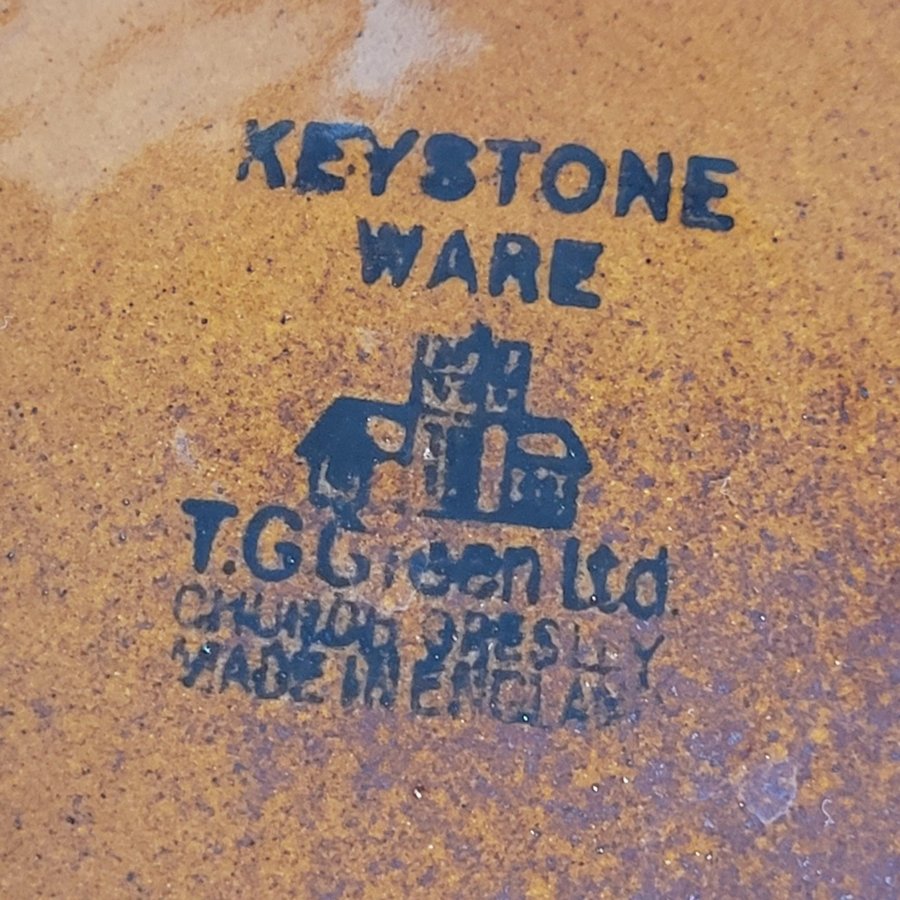 KEYSTONE
WARE
T.G Green Ltd.
CHURCH GRESLEY
MADE IN ENGLAND